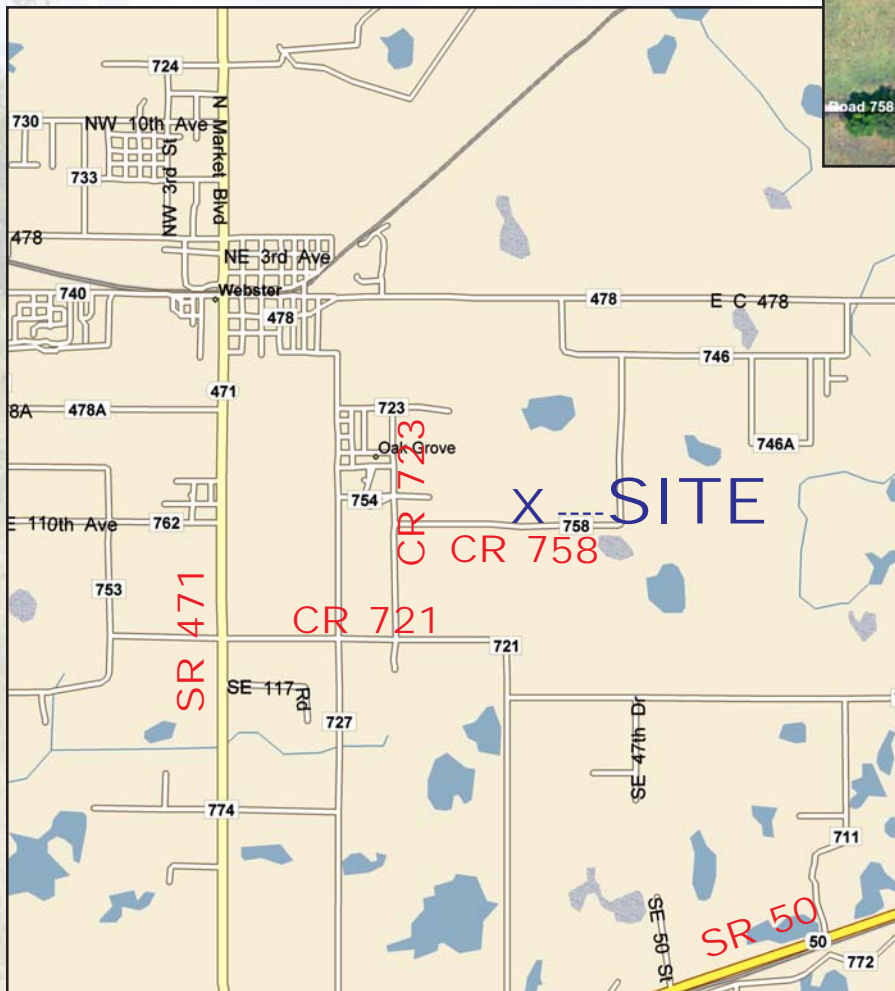 724
Road 758
N Market Blvd
730
NW 10th Ave
NW 3rd St
733
478
NE 3rd Ave
740
Webster
478
E C 478
478
746
471
8A
478A
723
Oak Grove
746A
CR 723
754
X ----SITE
E 110th Ave
762
758
CR 758
753
SR 471
CR 721
721
SE 117 Rd
727
SE 47th Dr
774
711
SE 50 St
SR 50
50
772